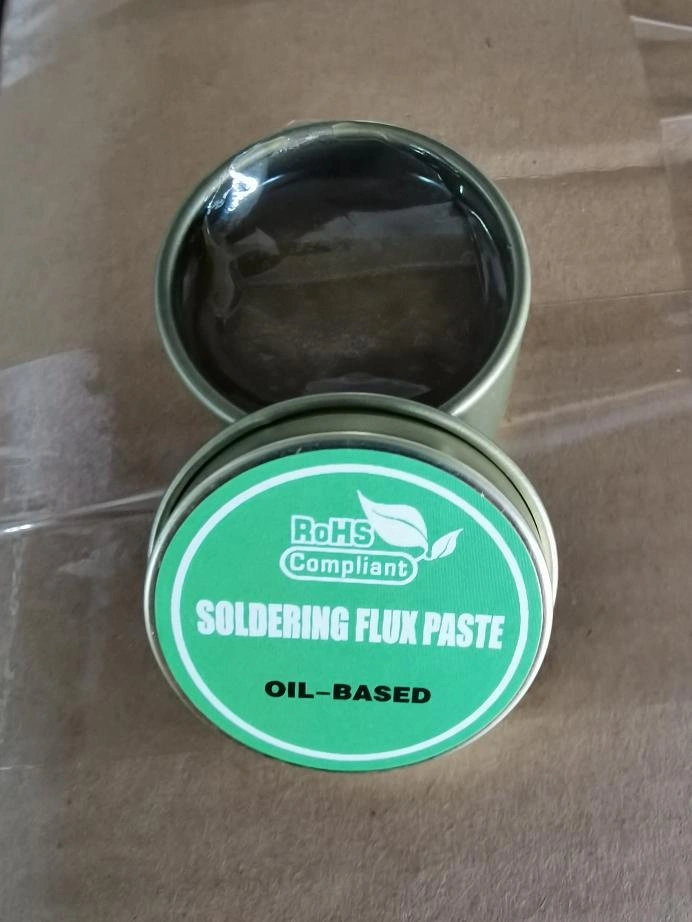 RoHS
Compliant
SOLDERING FLUX PASTE
OIL-BASED